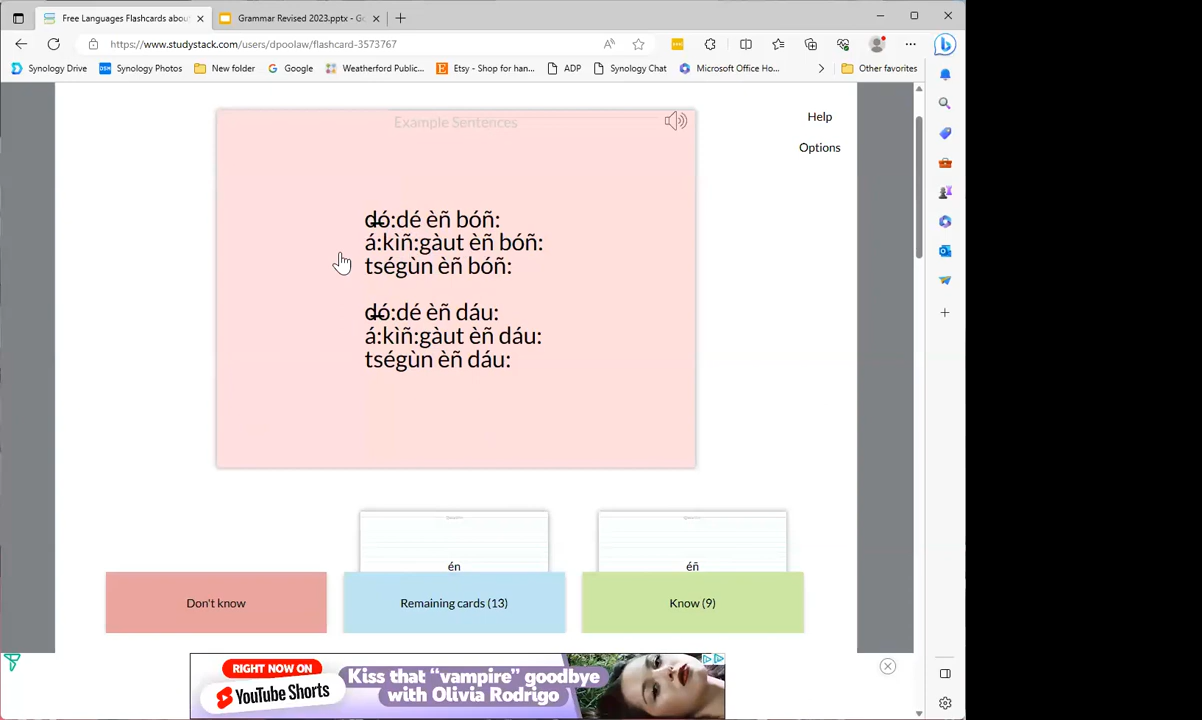 Free Languages Flashcards abou
Grammar Revised 2023.pptx - Go
https://www.studystack.com/users/dpoolaw/flashcard-3573767
Synology Drive
Synology Photos
New folder
Google
Weatherford Public...
Etsy - Shop for han...
ADP
Synology Chat
Microsoft Office Ho...
Other favorites
Example Sentences
Help
Options
d̲ó:dé èñ bóñ:
á:kìñ:gàut èñ bóñ:
tségùn èñ bóñ:
d̲ó:dé èñ dáu:
á:kìñ:gàut èñ dáu:
tségùn èñ dáu:
én
éñ
Don't know
Remaining cards (13)
Know (9)
RIGHT NOW ON
YouTube Shorts
Kiss that “vampire” goodbye
with Olivia Rodrigo